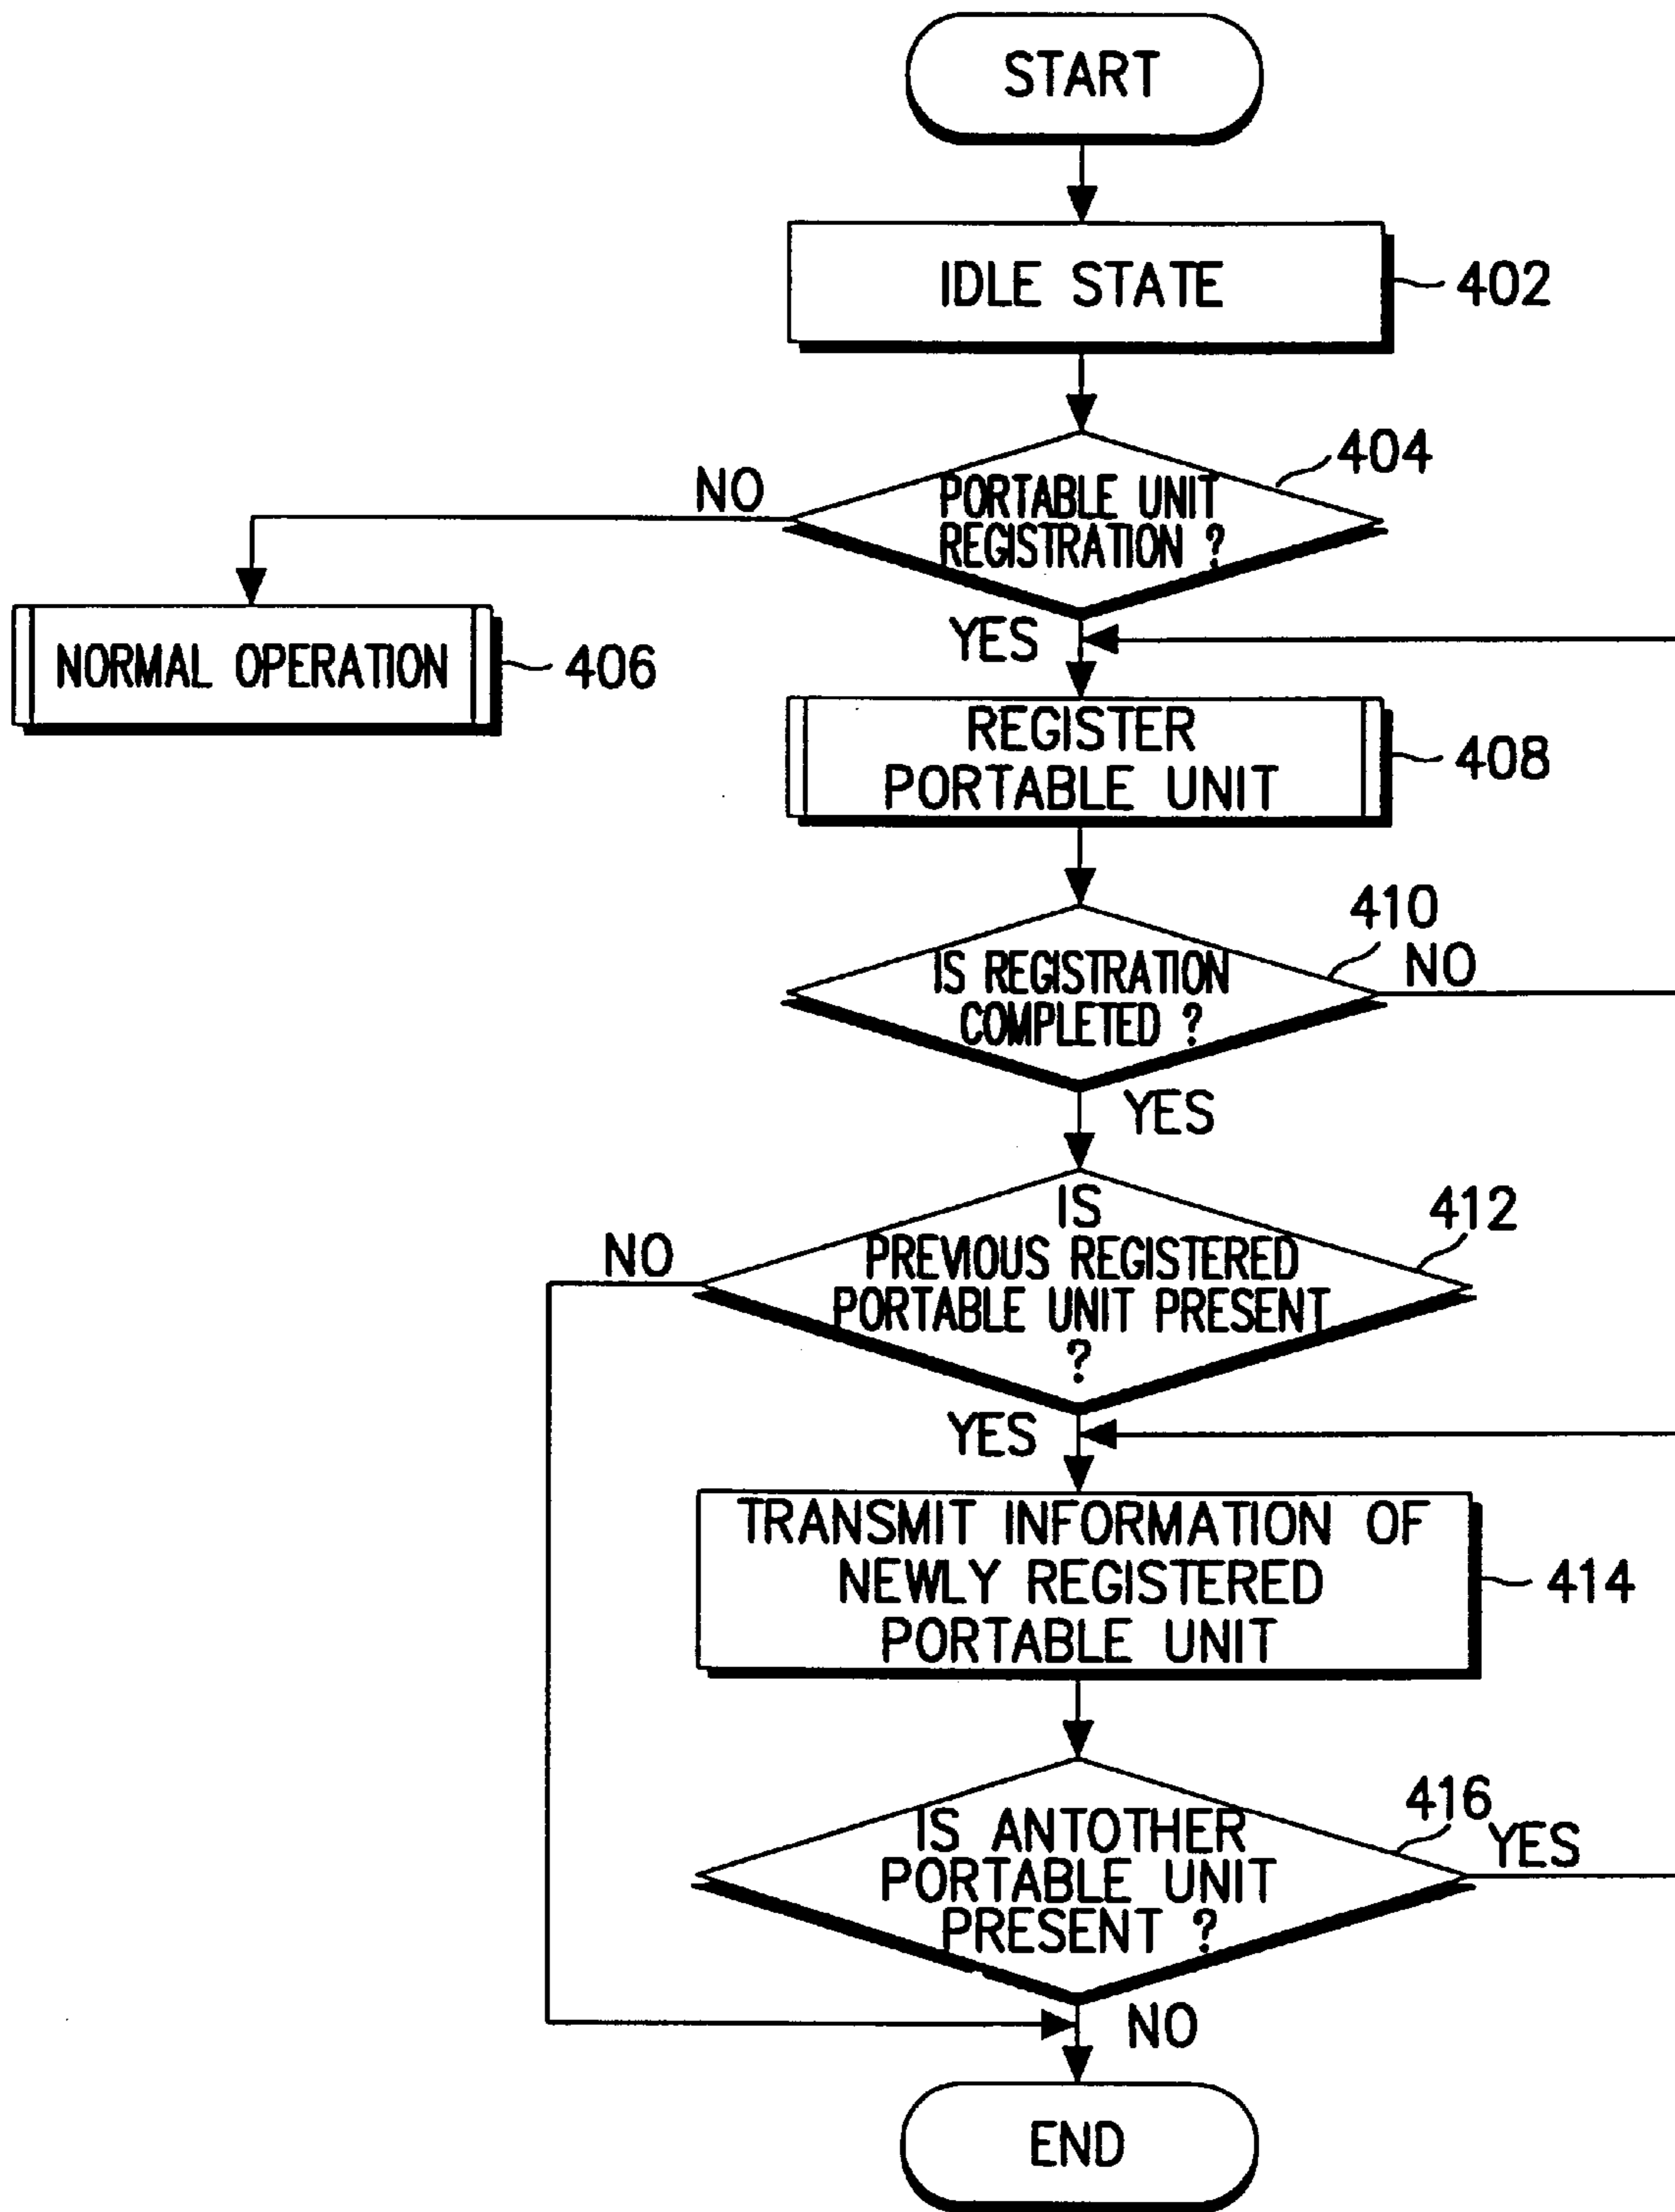 START
IDLE STATE
402
404
NO
PORTABLE UNIT
REGISTRATION ?
YES
NORMAL OPERATION
406
REGISTER
PORTABLE UNIT
408
410
IS REGISTRATION
COMPLETED ?
NO
YES
IS
PREVIOUS REGISTERED
PORTABLE UNIT PRESENT
?
412
NO
YES
TRANSMIT INFORMATION OF
NEWLY REGISTERED
PORTABLE UNIT
414
416
IS ANTOTHER
PORTABLE UNIT
PRESENT ?
YES
NO
END